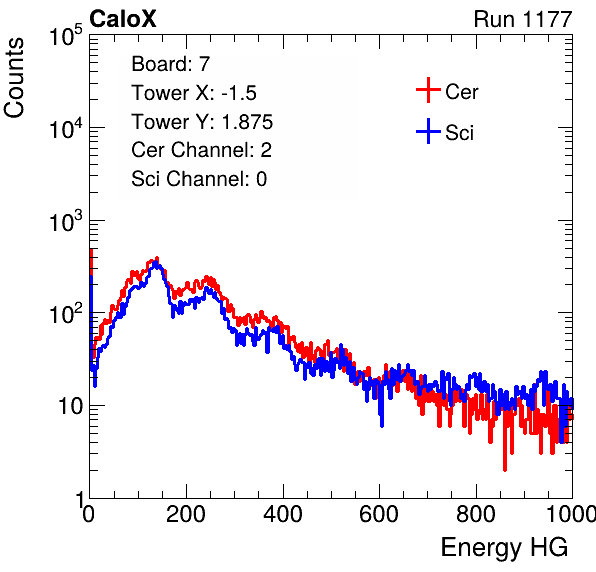 CaloX Run 1177
Counts
Board: 7
Tower X: -1.5
Tower Y: 1.875
Cer Channel: 2
Sci Channel: 0
Cer
Sci
10^5
10^4
10^3
10^2
10
1
0 200 400 600 800 1000
Energy HG